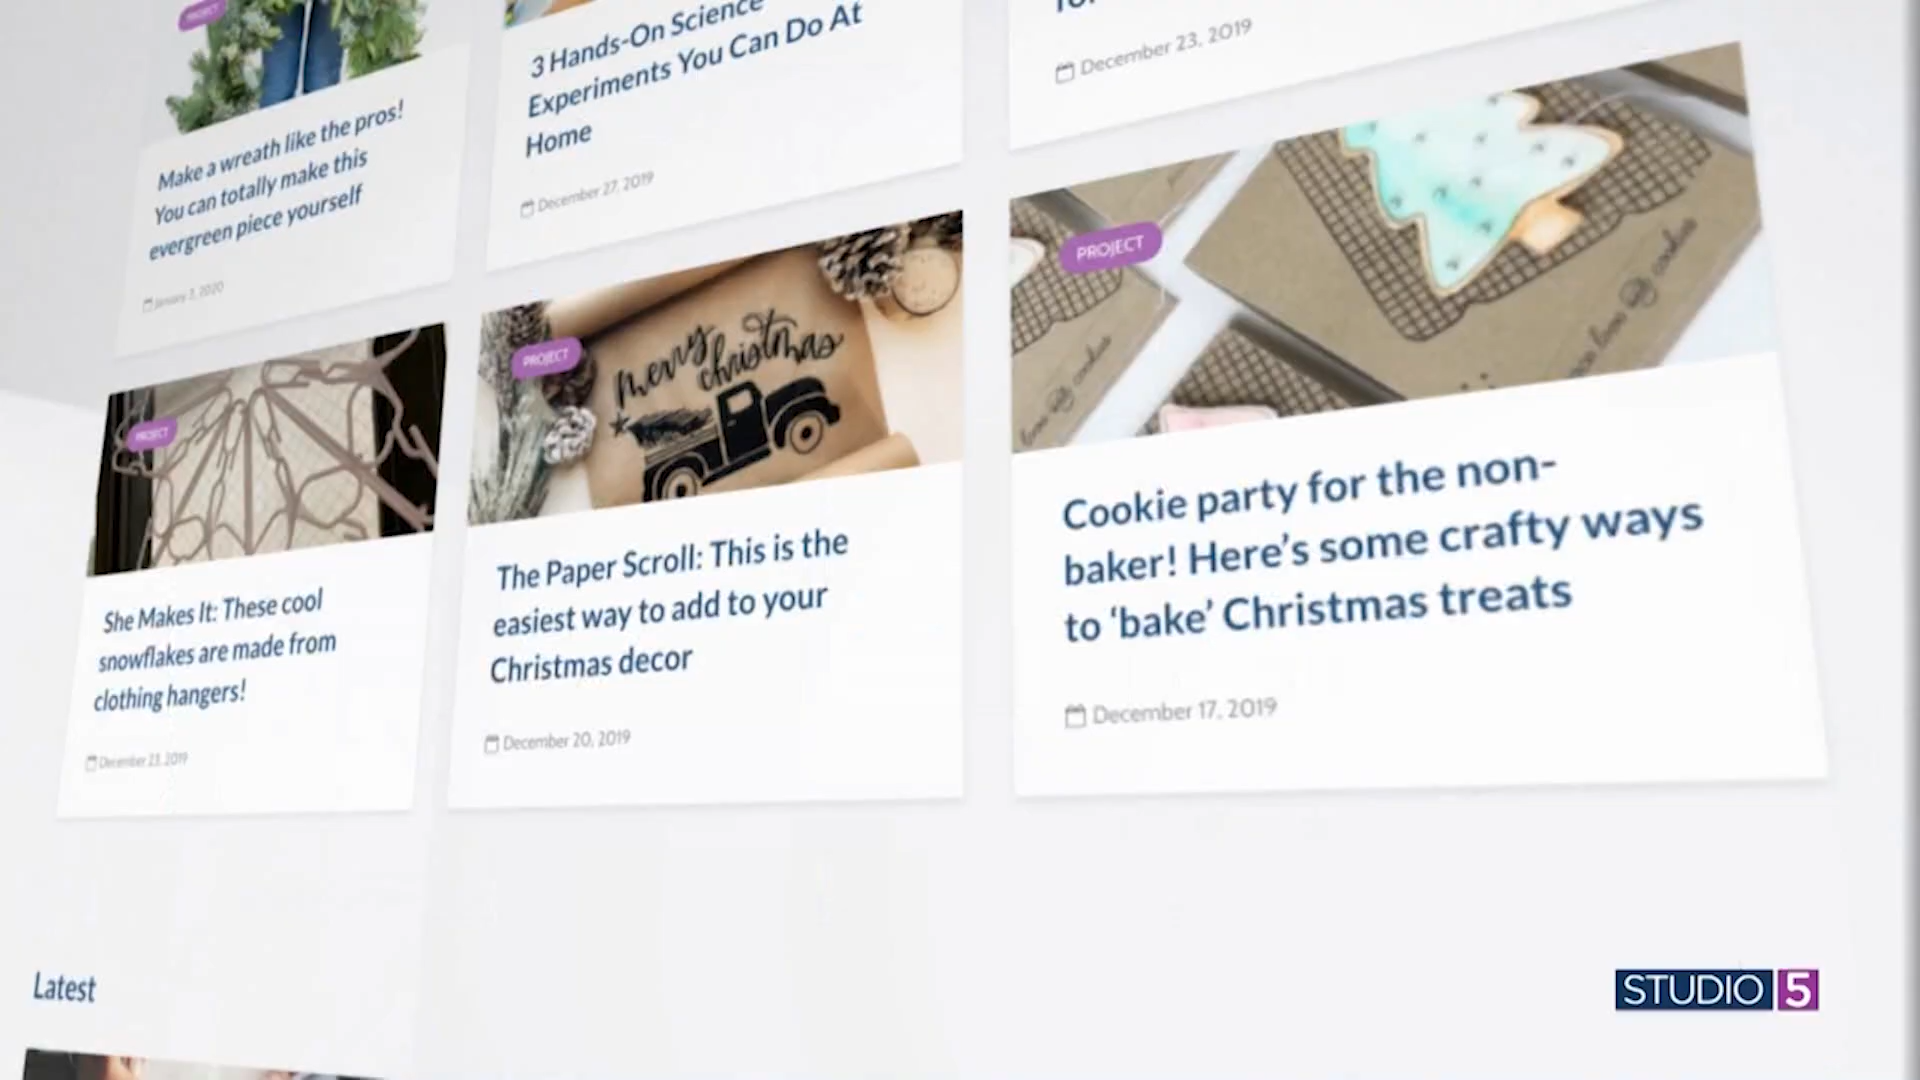 PROJECT
Make a wreath like the pros!
You can totally make this
evergreen piece yourself
January 7, 2020
3 Hands-On Science
Experiments You Can Do At
Home
December 27, 2019
December 23, 2019
PROJECT
She Makes It: These cool
snowflakes are made from
clothing hangers!
December 23, 2019
PROJECT
merry
christmas
The Paper Scroll: This is the
easiest way to add to your
Christmas decor
December 20, 2019
PROJECT
cookies
cookies
Cookie party for the non-
baker! Here's some crafty ways
to 'bake' Christmas treats
December 17, 2019
Latest
STUDIO 5